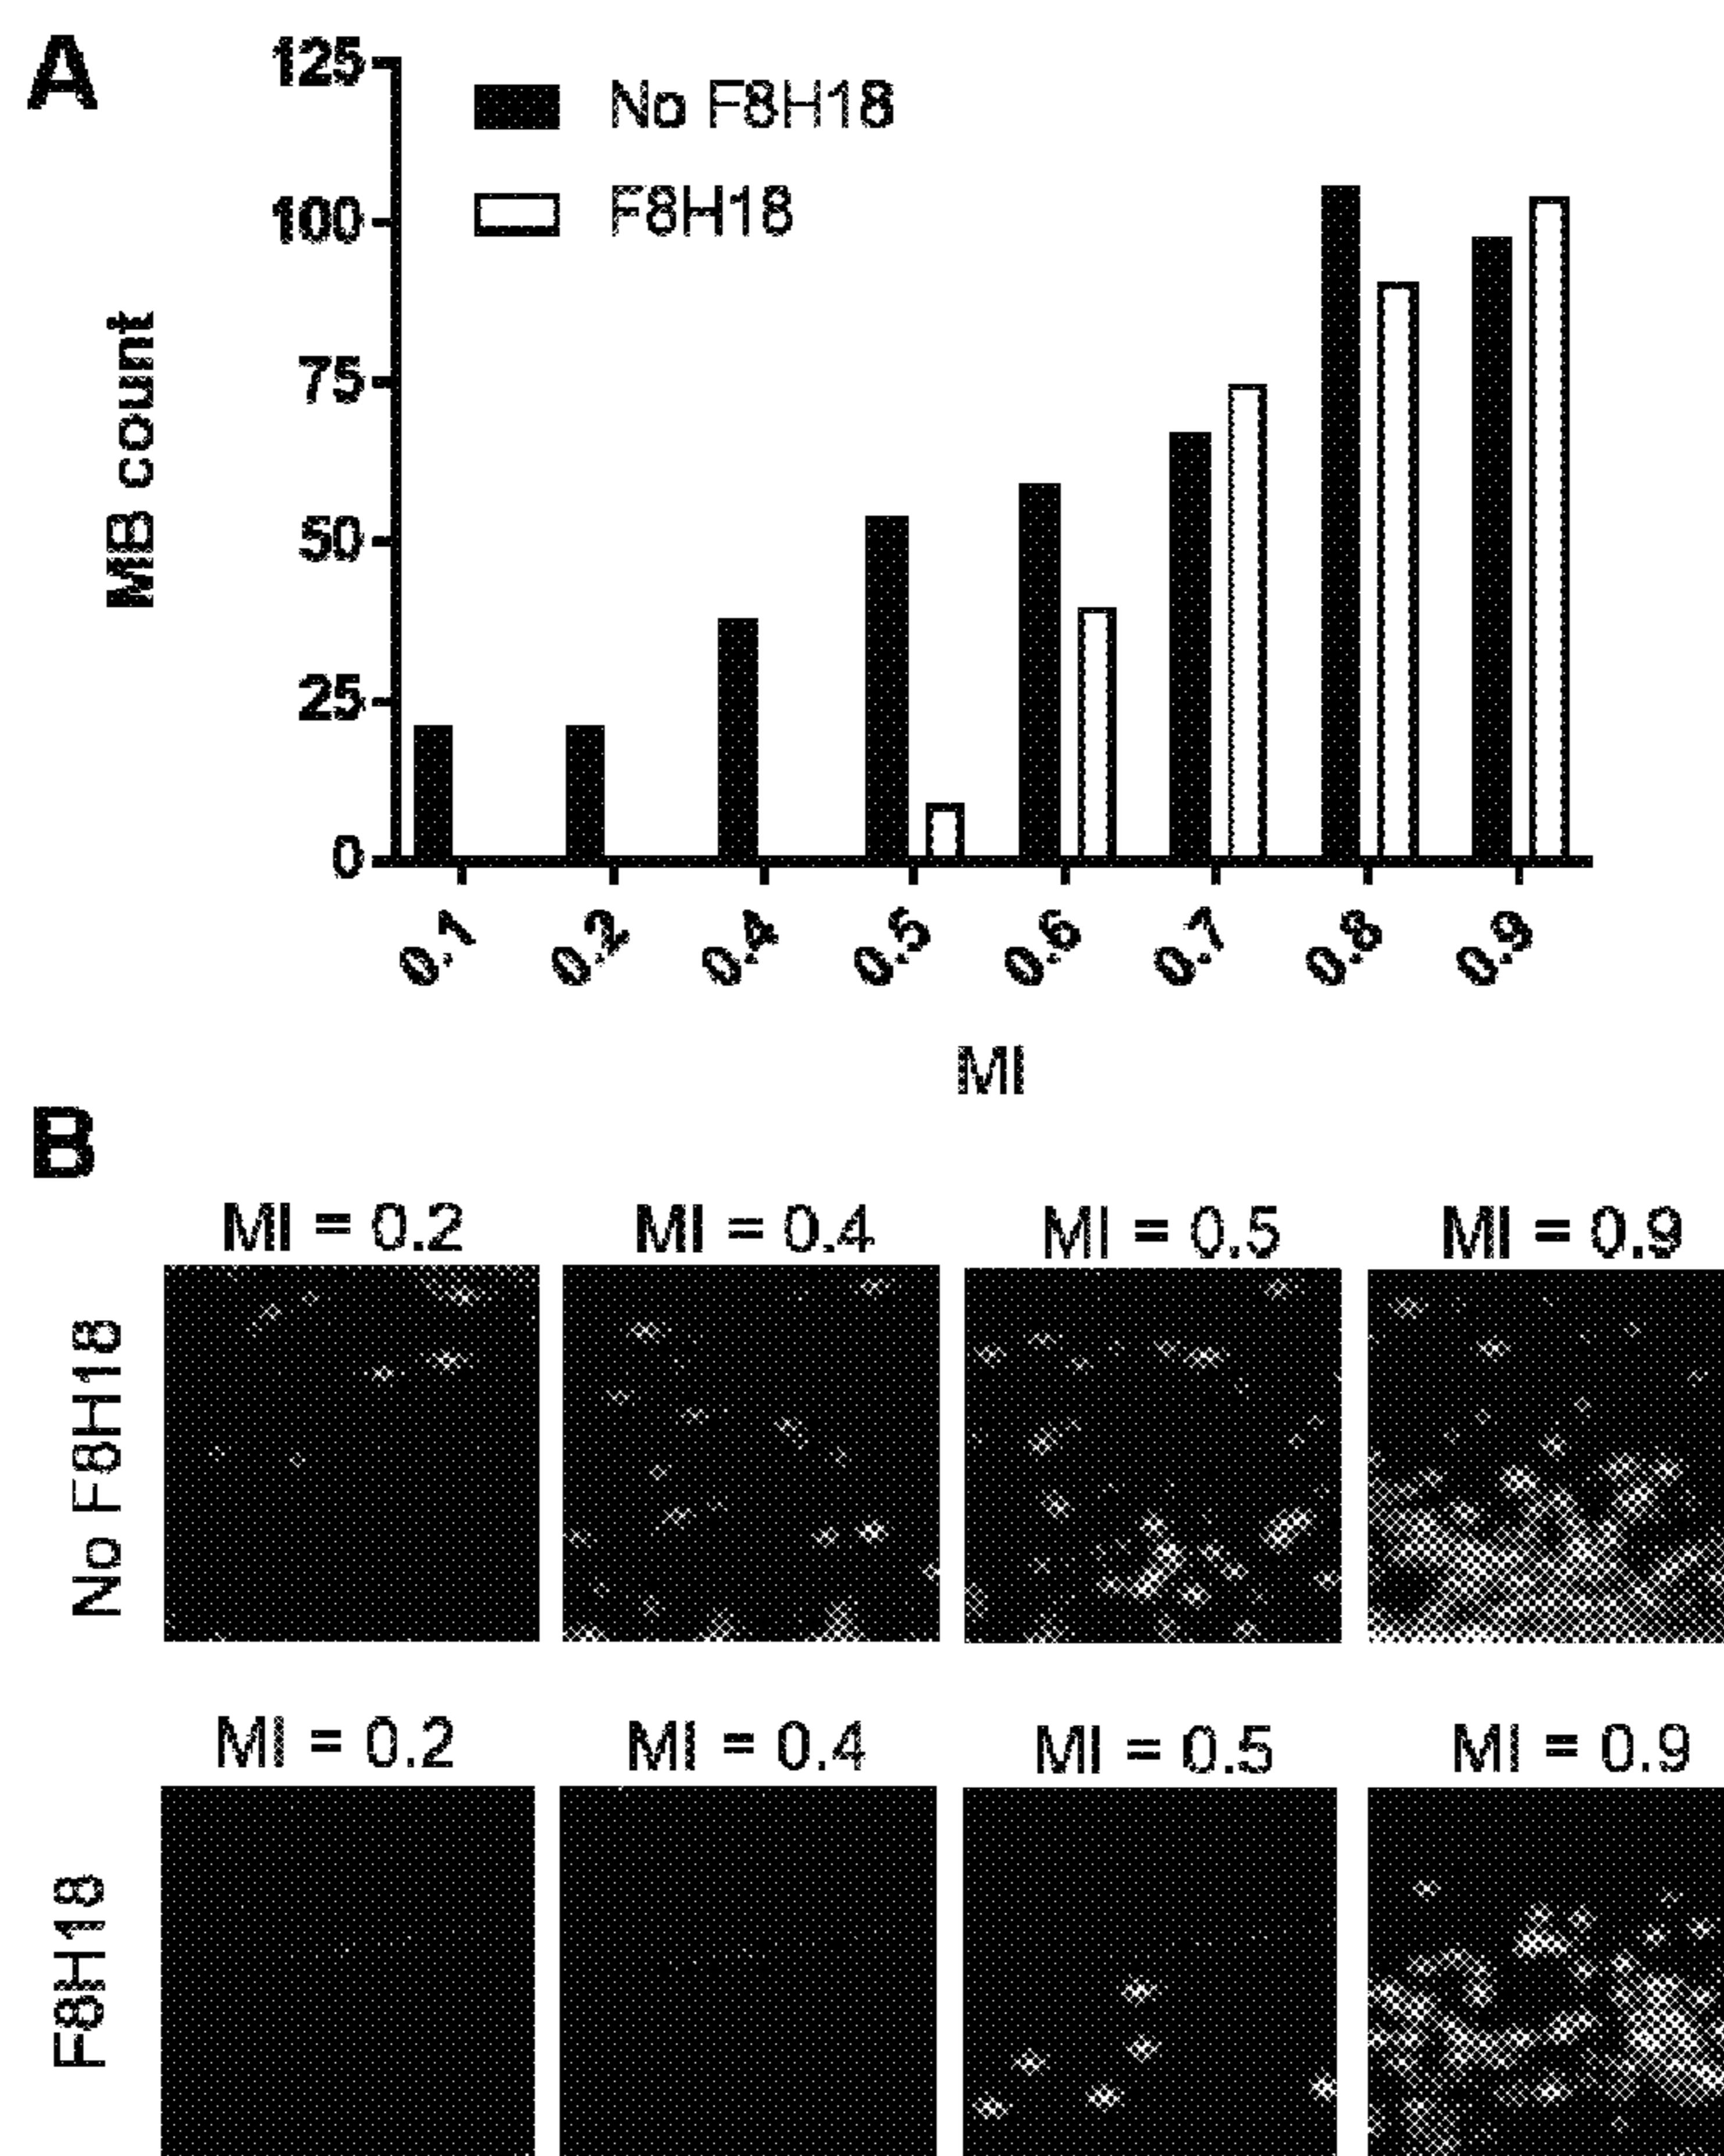 A
125
No F8H18
F8H18
100
75
50
25
0
MB count
0.1 0.2 0.4 0.5 0.6 0.7 0.8 0.9
MI
B
MI = 0.2 MI = 0.4 MI = 0.5 MI = 0.9
No F8H18
MI = 0.2 MI = 0.4 MI = 0.5 MI = 0.9
F8H18